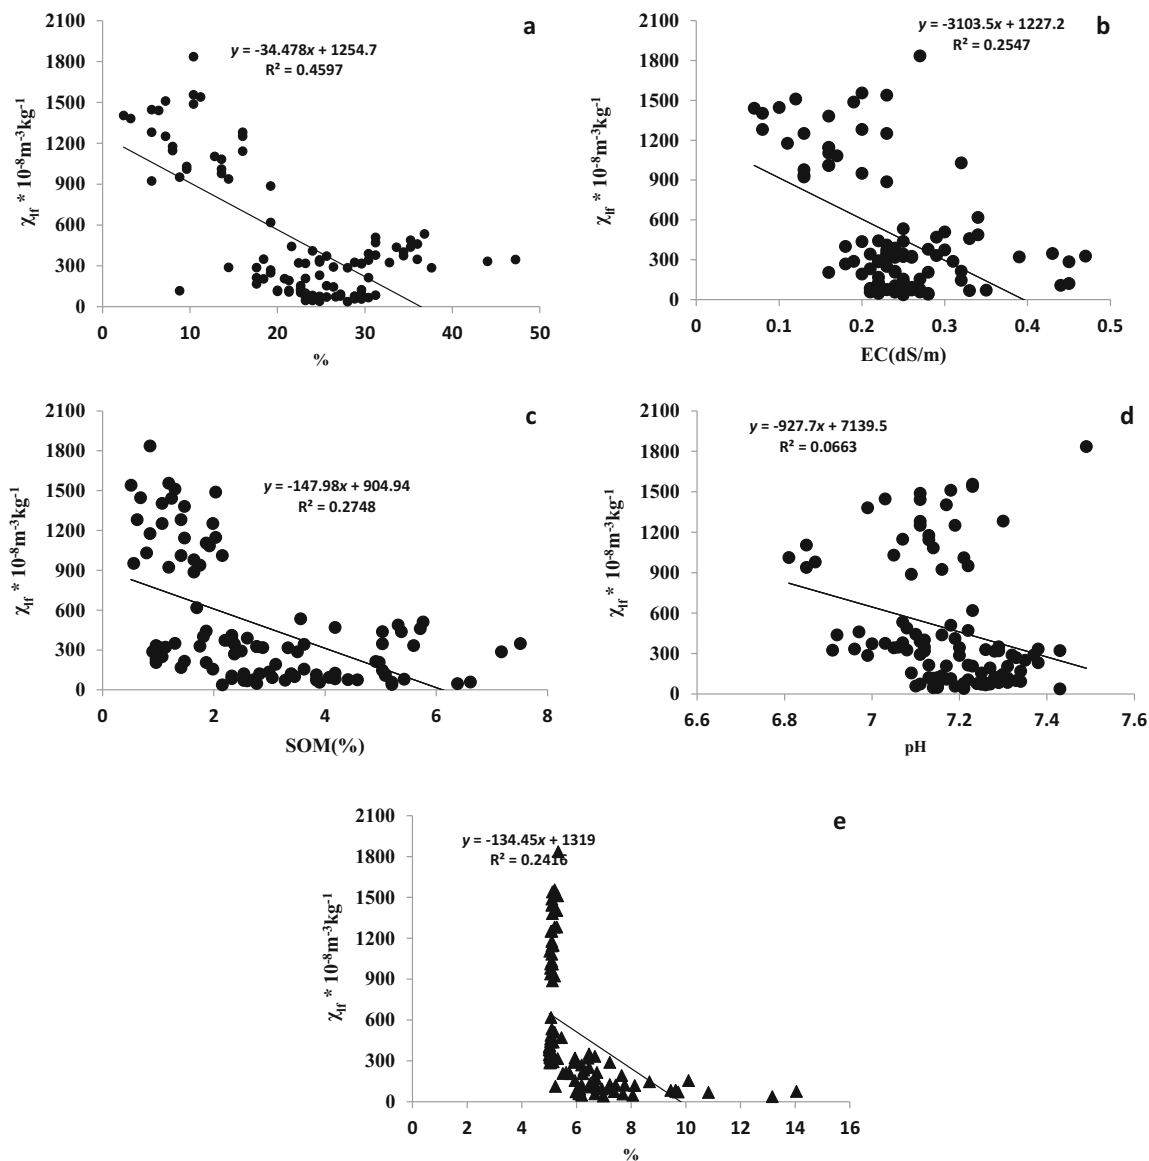 a
y = -34.478x + 1254.7
R² = 0.4597
χlf * 10-8m-3kg-1
2100
1800
1500
1200
900
600
300
0
0 10 20 30 40 50
%
b
y = -3103.5x + 1227.2
R² = 0.2547
χlf * 10-8m-3kg-1
2100
1800
1500
1200
900
600
300
0
0 0.1 0.2 0.3 0.4 0.5
EC(dS/m)
c
y = -147.98x + 904.94
R² = 0.2748
χlf * 10-8m-3kg-1
2100
1800
1500
1200
900
600
300
0
0 2 4 6 8
SOM(%)
d
y = -927.7x + 7139.5
R² = 0.0663
χlf * 10-8m-3kg-1
2100
1800
1500
1200
900
600
300
0
6.6 6.8 7 7.2 7.4 7.6
pH
e
y = -134.45x + 1319
R² = 0.2416
χlf * 10-8m-3kg-1
2100
1800
1500
1200
900
600
300
0
0 2 4 6 8 10 12 14 16
%